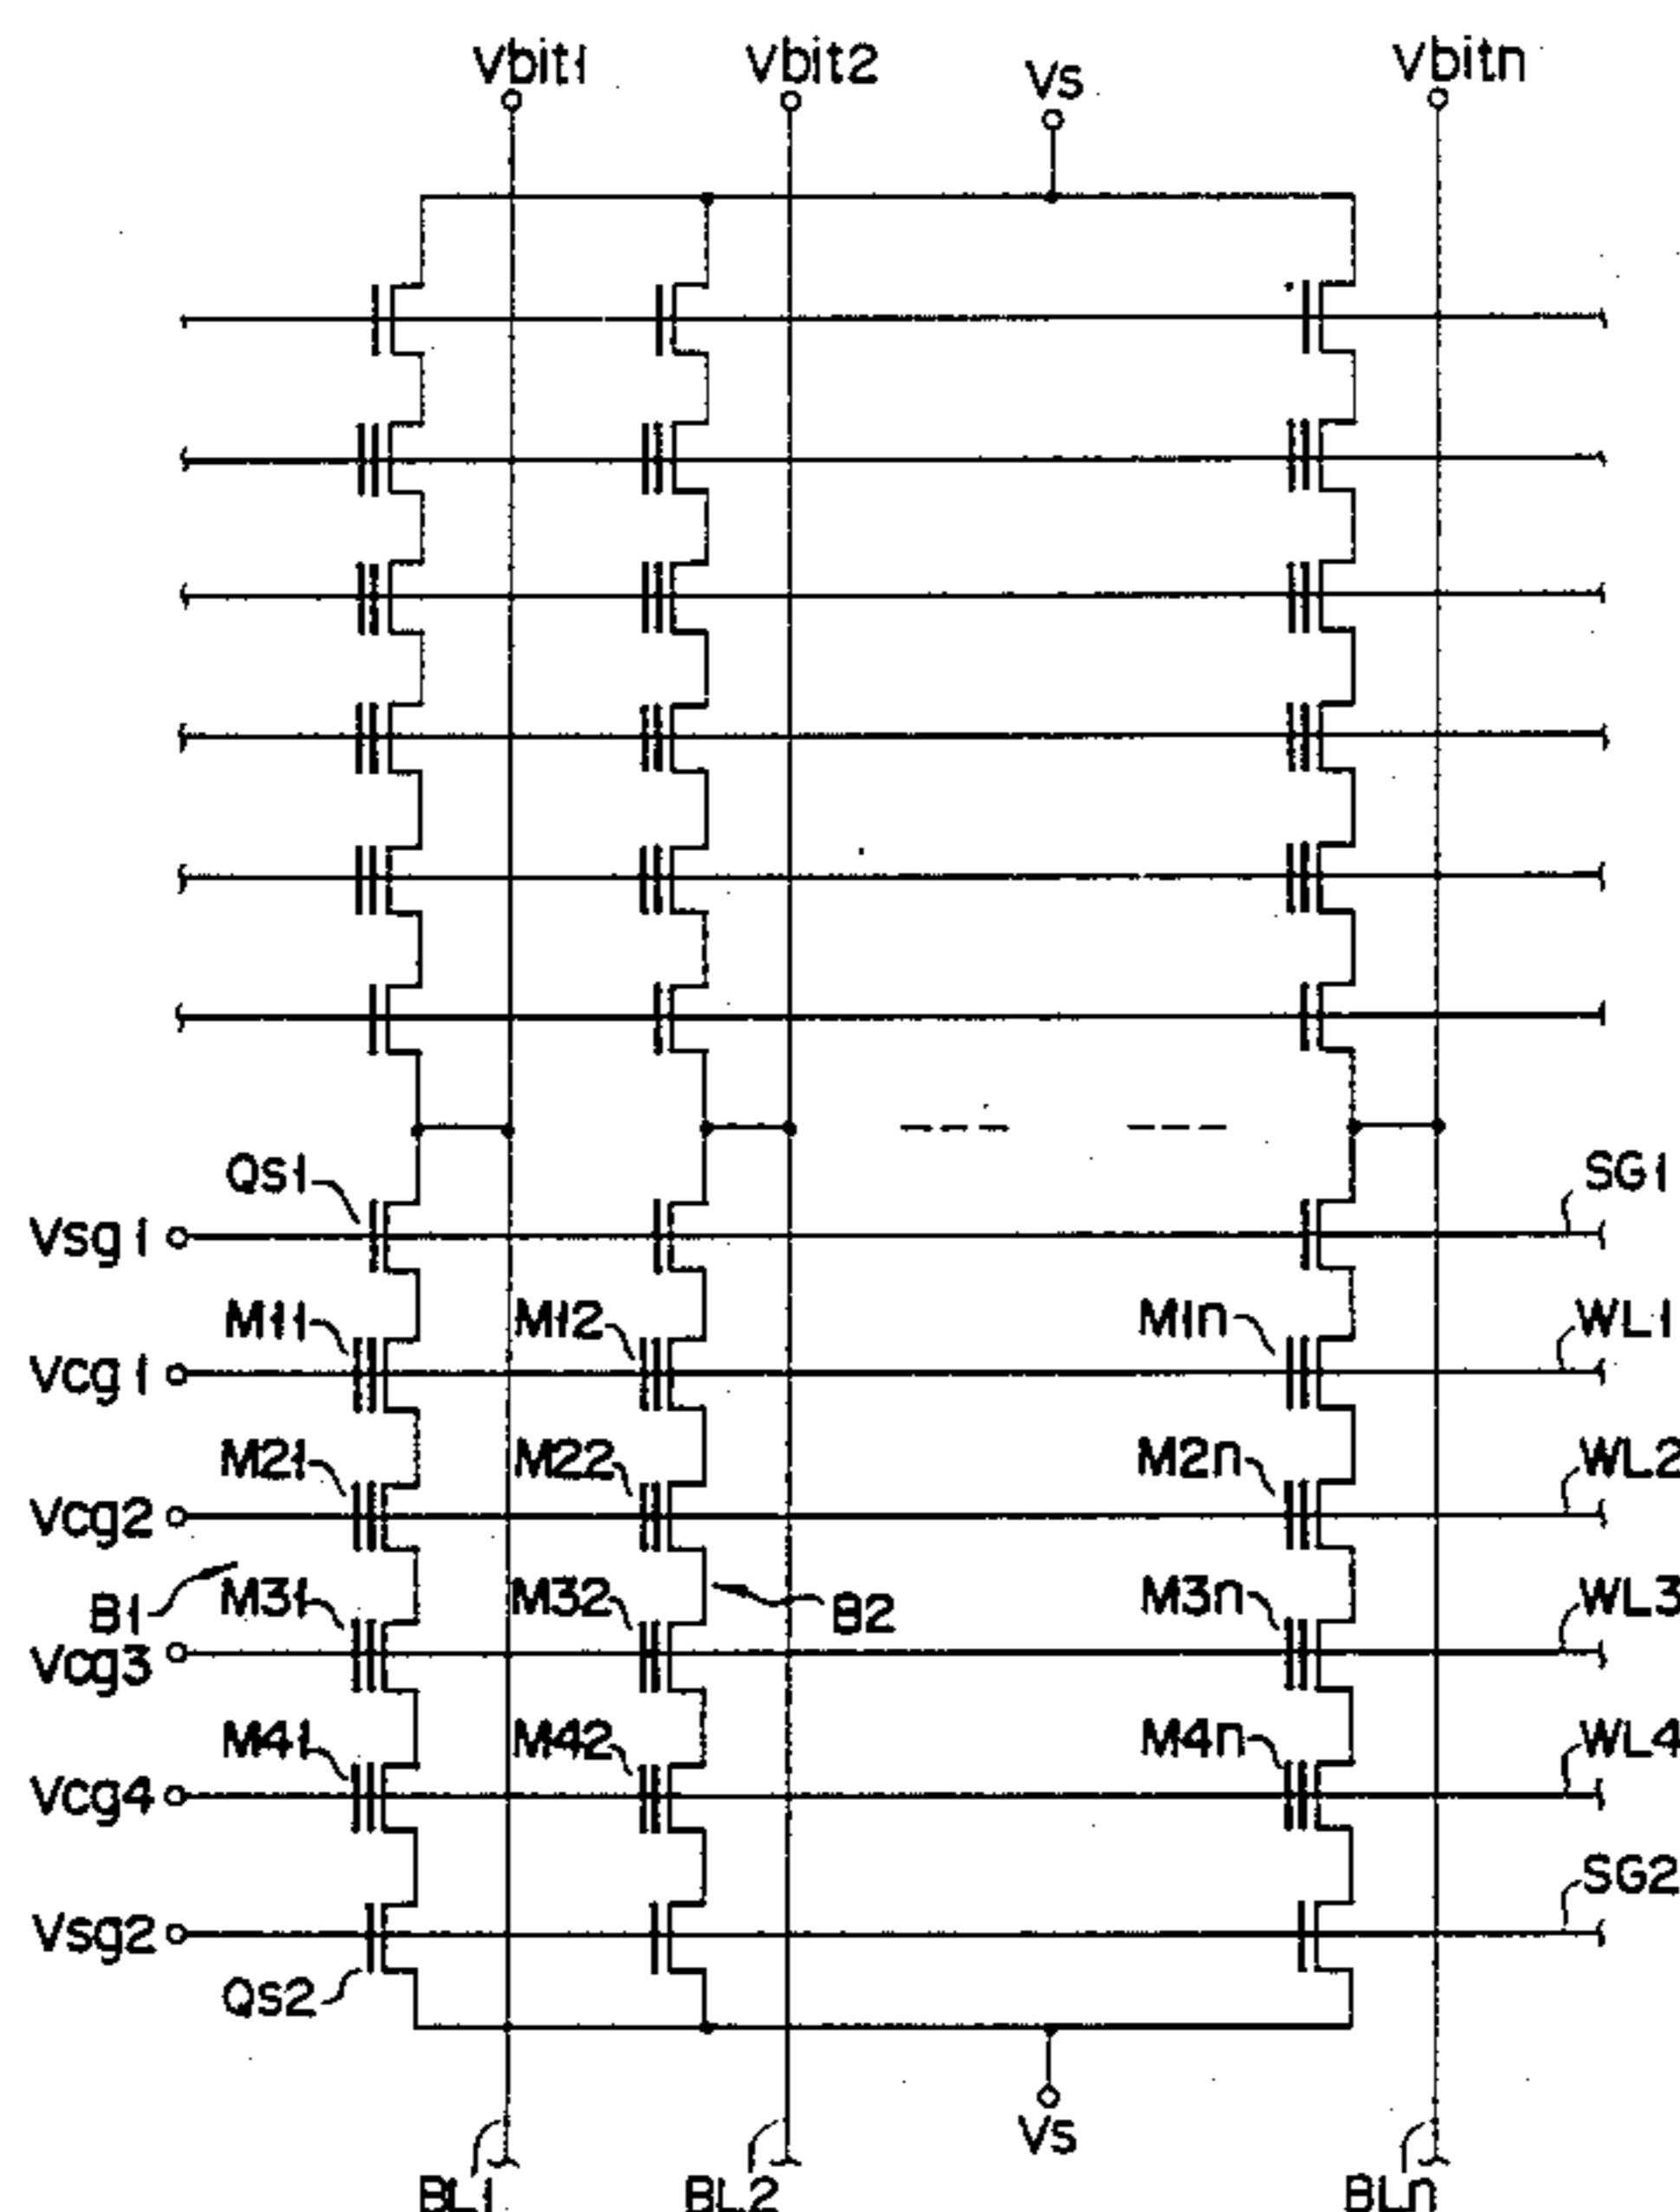 Vbit1 Vbit2 Vs Vbitn
QS1 SG1
Vsg1
M11 M12 M1n WL1
Vcg1
M21 M22 M2n WL2
Vcg2
B1 M31 M32 B2 M3n WL3
Vcg3
M41 M42 M4n WL4
Vcg4
SG2
Vsg2
Qs2
Vs
BL1 BL2 BLn